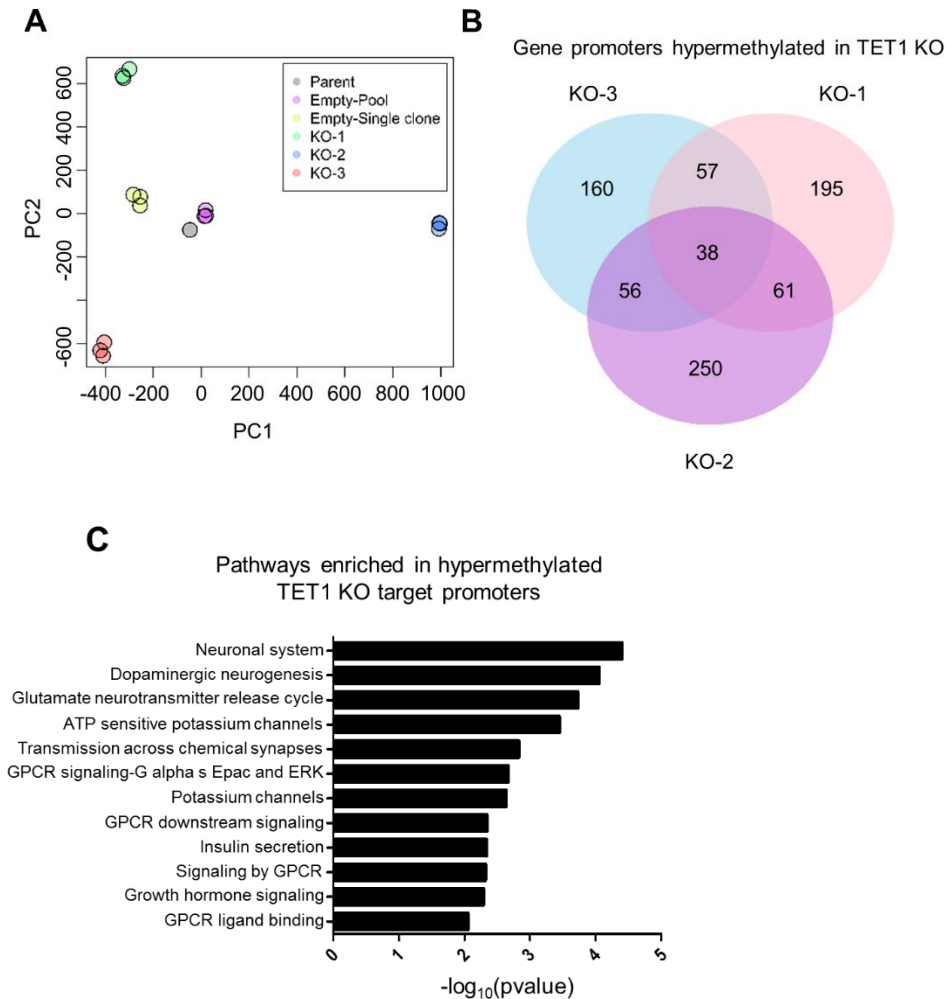 A
PC2
600
400
200
0
-200
-600
Parent
Empty-Pool
Empty-Single clone
KO-1
KO-2
KO-3
-400 -200 0 200 400 600 800 1000
PC1
B
Gene promoters hypermethylated in TET1 KO
KO-3 KO-1
160 57 195
38
56 61
250
KO-2
C
Pathways enriched in hypermethylated
TET1 KO target promoters
Neuronal system
Dopaminergic neurogenesis
Glutamate neurotransmitter release cycle
ATP sensitive potassium channels
Transmission across chemical synapses
GPCR signaling-G alpha s Epac and ERK
Potassium channels
GPCR downstream signaling
Insulin secretion
Signaling by GPCR
Growth hormone signaling
GPCR ligand binding
0 1 2 3 4 5
-log10(pvalue)